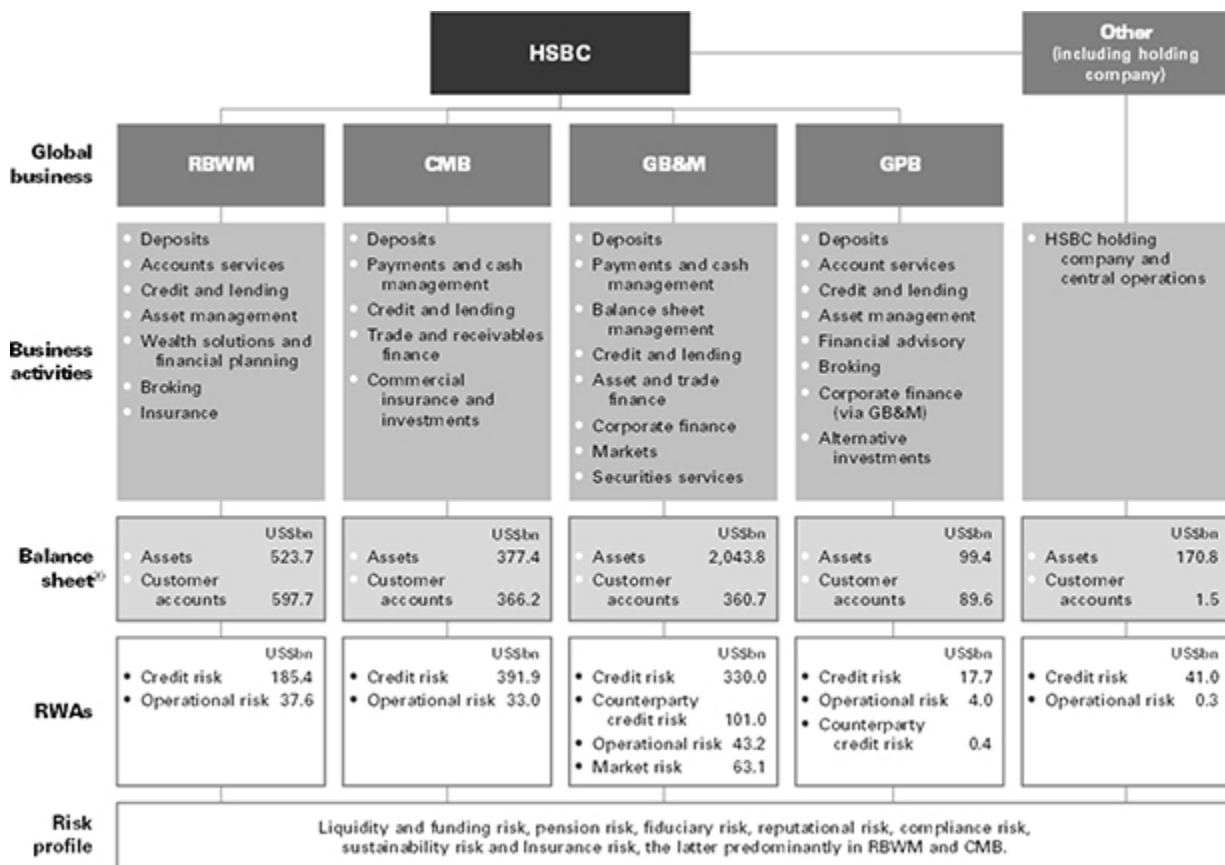 HSBC
Other
(including holding
company)
Global
business
RBWM
CMB
GB&M
GPB
Business
activities
Deposits
Accounts services
Credit and lending
Asset management
Wealth solutions and
financial planning
Broking
Insurance
Deposits
Payments and cash
management
Credit and lending
Trade and receivables
finance
Commercial
insurance and
investments
Deposits
Payments and cash
management
Balance sheet
management
Credit and lending
Asset and trade
finance
Corporate finance
Markets
Securities services
Deposits
Account services
Credit and lending
Asset management
Financial advisory
Broking
Corporate finance
(via GB&M)
Alternative
investments
HSBC holding
company and
central operations
Balance
sheet20
US$bn
Assets 523.7
Customer
accounts 597.7
US$bn
Assets 377.4
Customer
accounts 366.2
US$bn
Assets 2,043.8
Customer
accounts 360.7
US$bn
Assets 99.4
Customer
accounts 89.6
US$bn
Assets 170.8
Customer
accounts 1.5
RWAs
US$bn
• Credit risk 185.4
• Operational risk 37.6
US$bn
• Credit risk 391.9
• Operational risk 33.0
US$bn
• Credit risk 330.0
• Counterparty
credit risk 101.0
• Operational risk 43.2
• Market risk 63.1
US$bn
• Credit risk 17.7
• Operational risk 4.0
• Counterparty
credit risk 0.4
US$bn
• Credit risk 41.0
• Operational risk 0.3
Risk
profile
Liquidity and funding risk, pension risk, fiduciary risk, reputational risk, compliance risk,
sustainability risk and Insurance risk, the latter predominantly in RBWM and CMB.